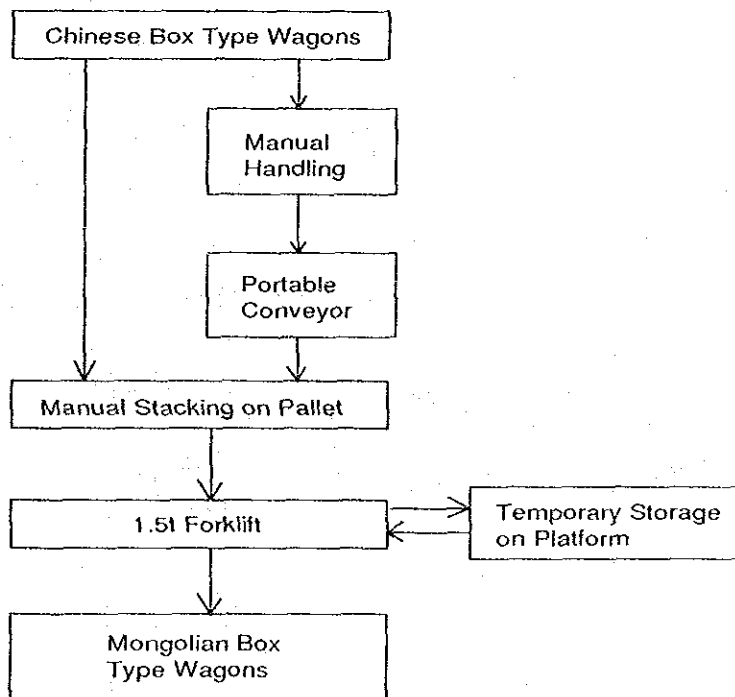 Chinese Box Type Wagons
Manual
Handling
Portable
Conveyor
Manual Stacking on Pallet
1.5t Forklift
Temporary Storage
on Platform
Mongolian Box
Type Wagons